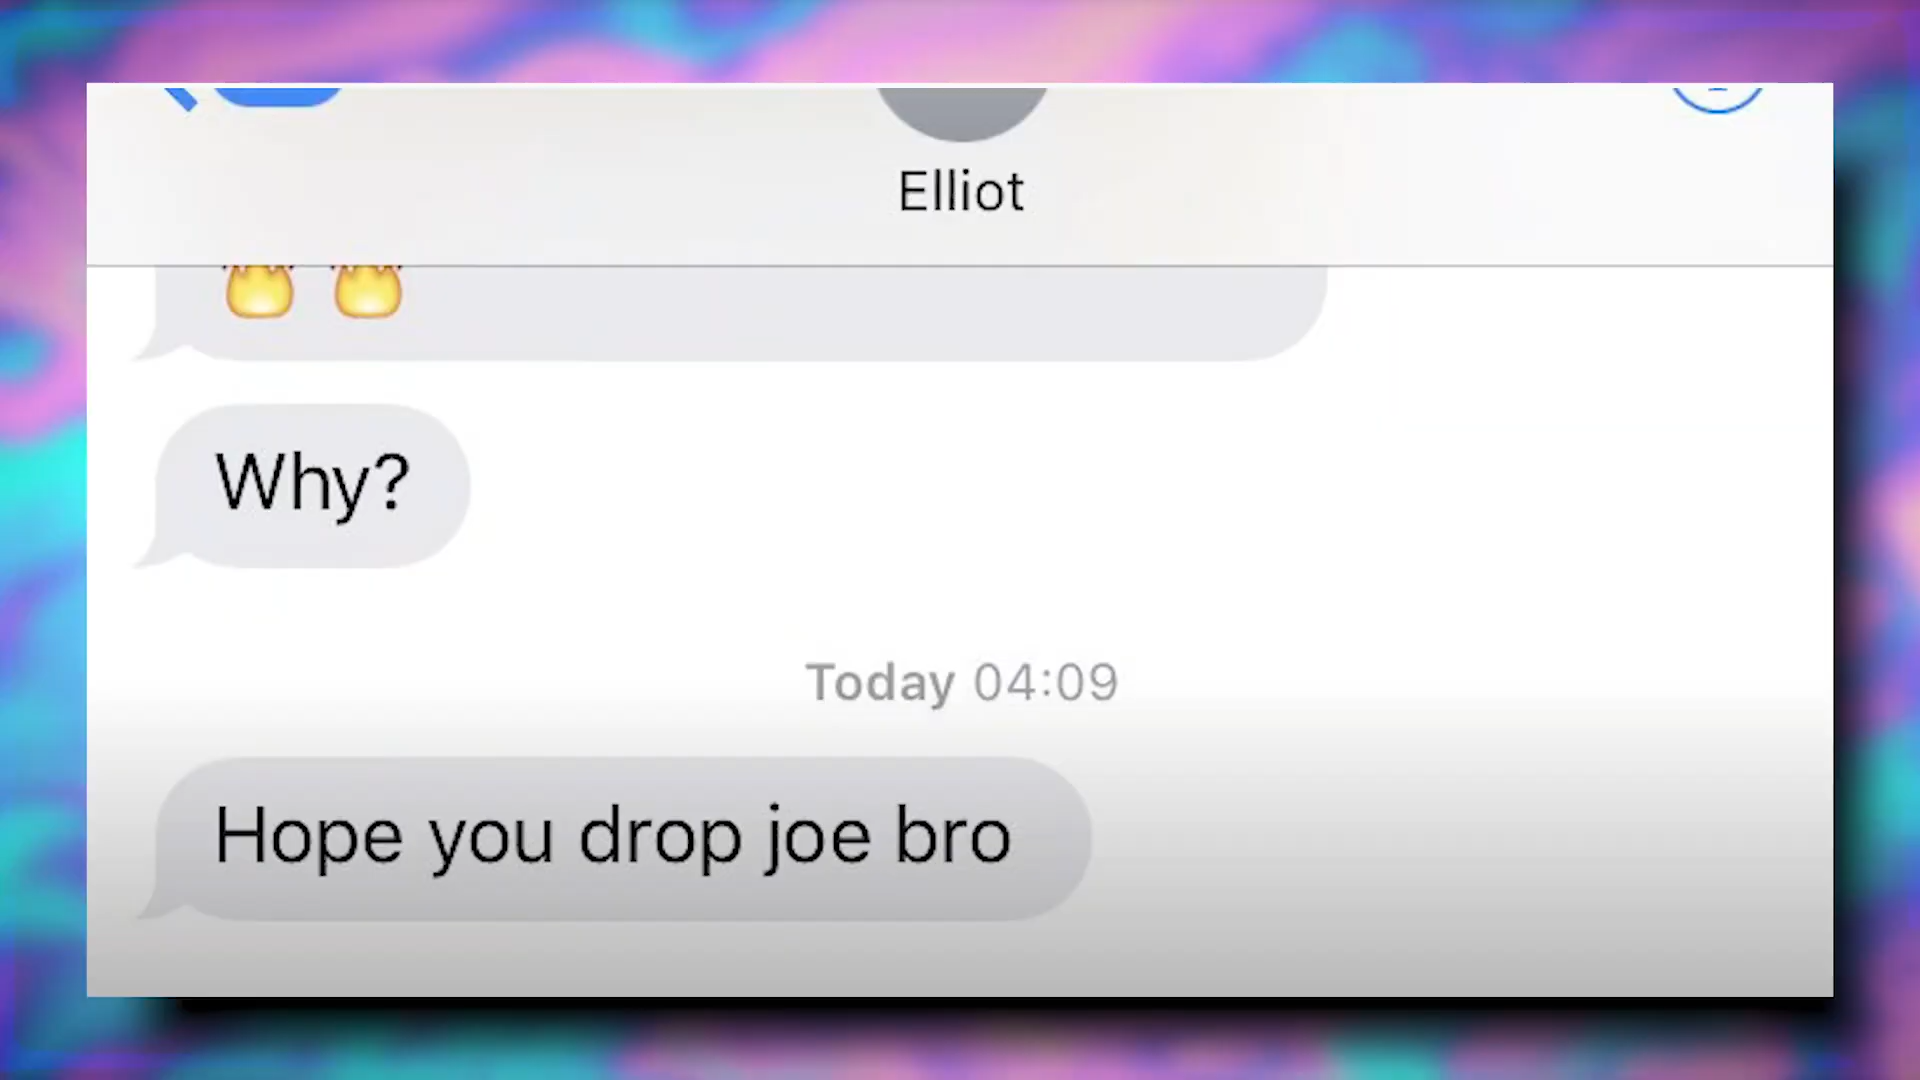 Elliot
🔥 🔥
Why?
Today 04:09
Hope you drop joe bro